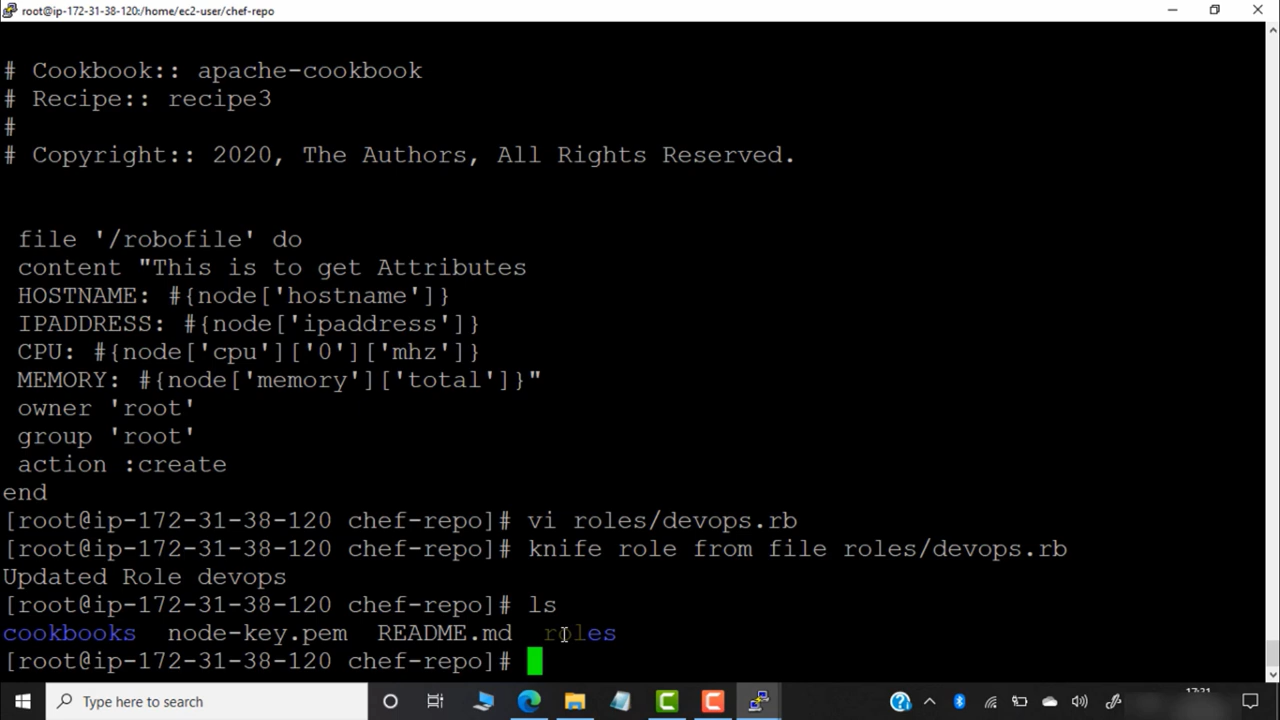 root@ip-172-31-38-120:/home/ec2-user/chef-repo
# Cookbook:: apache-cookbook
# Recipe:: recipe3
#
# Copyright:: 2020, The Authors, All Rights Reserved.
file '/robofile' do
content "This is to get Attributes
HOSTNAME: #{node['hostname']}
IPADDRESS: #{node['ipaddress']}
CPU: #{node['cpu']['0']['mhz']}
MEMORY: #{node['memory']['total']}"
owner 'root'
group 'root'
action :create
end
[root@ip-172-31-38-120 chef-repo]# vi roles/devops.rb
[root@ip-172-31-38-120 chef-repo]# knife role from file roles/devops.rb
Updated Role devops
[root@ip-172-31-38-120 chef-repo]# ls
cookbooks  node-key.pem  README.md  roles
[root@ip-172-31-38-120 chef-repo]#
Type here to search